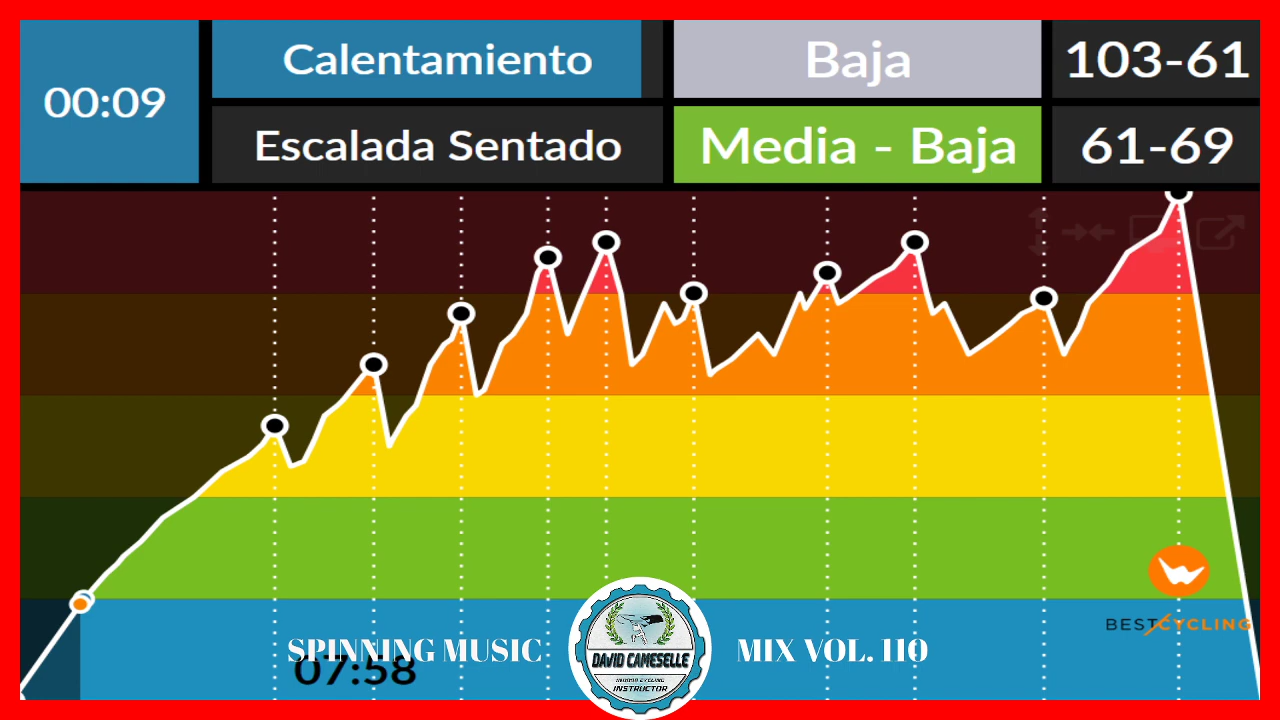 00:09
Calentamiento
Baja
103-61
Escalada Sentado
Media - Baja
61-69
BESTCYCLING
SPINNING MUSIC
MIX VOL. 110
07:58
DAVID CAMESELLE
INSTRUCTOR